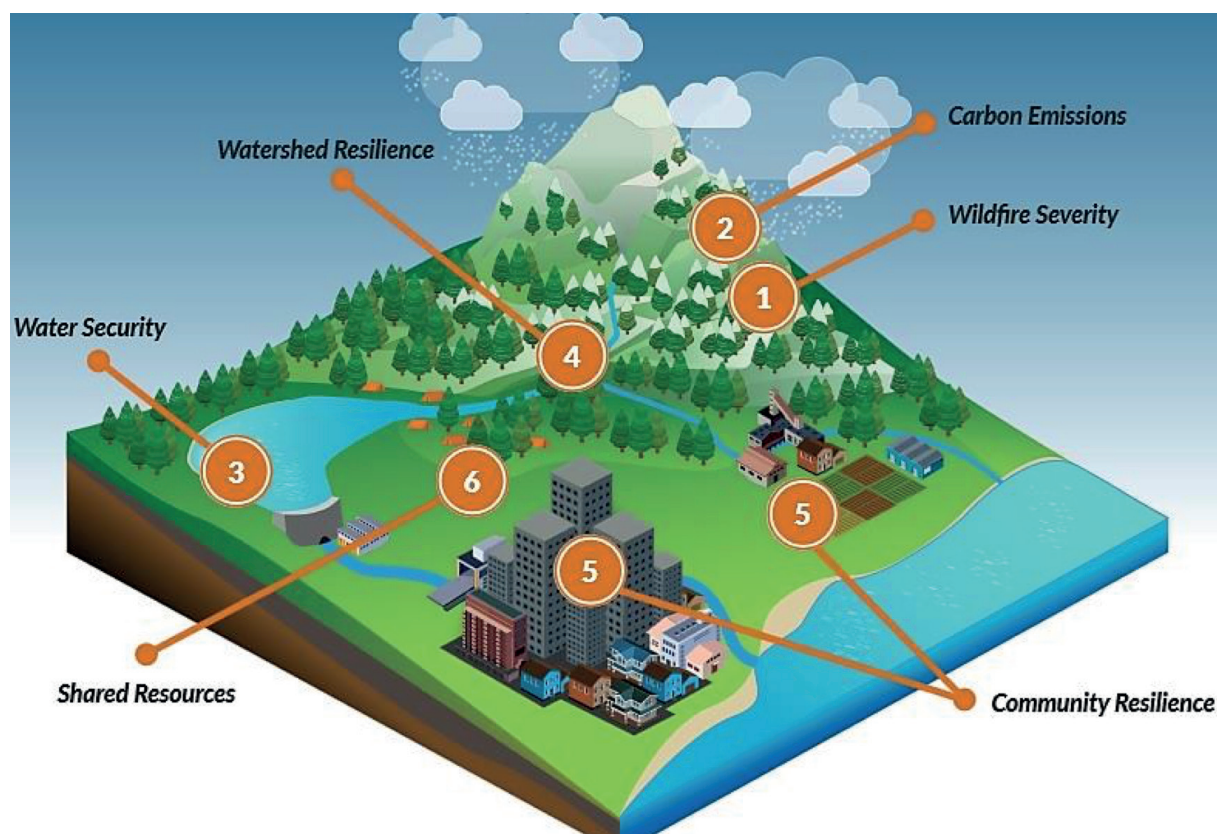 Carbon Emissions
Watershed Resilience
2
Wildfire Severity
1
Water Security
4
3
6
5
5
Shared Resources
Community Resilience